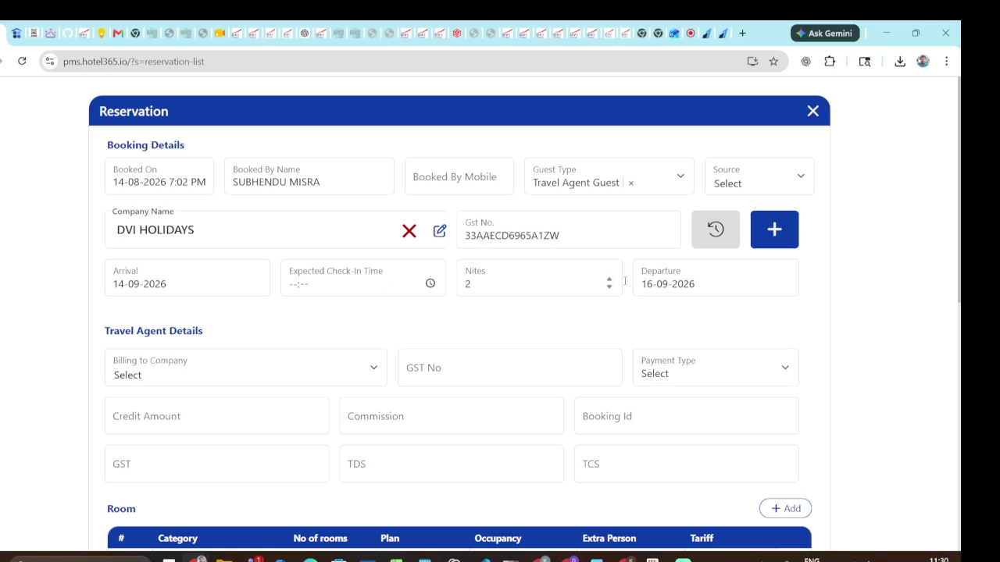 Ask Gemini
pms.hotel365.io/?s=reservation-list
Reservation
Booking Details
Booked On
14-08-2026 7:02 PM
Booked By Name
SUBHENDU MISRA
Booked By Mobile
Guest Type
Travel Agent Guest
Source
Select
Company Name
DVI HOLIDAYS
Gst No.
33AAECD6965A1ZW
Arrival
14-09-2026
Expected Check-In Time
--:--
Nites
2
Departure
16-09-2026
Travel Agent Details
Billing to Company
Select
GST No
Payment Type
Select
Credit Amount
Commission
Booking Id
GST
TDS
TCS
Room
Add
# Category No of rooms Plan Occupancy Extra Person Tariff
ENG
11:30